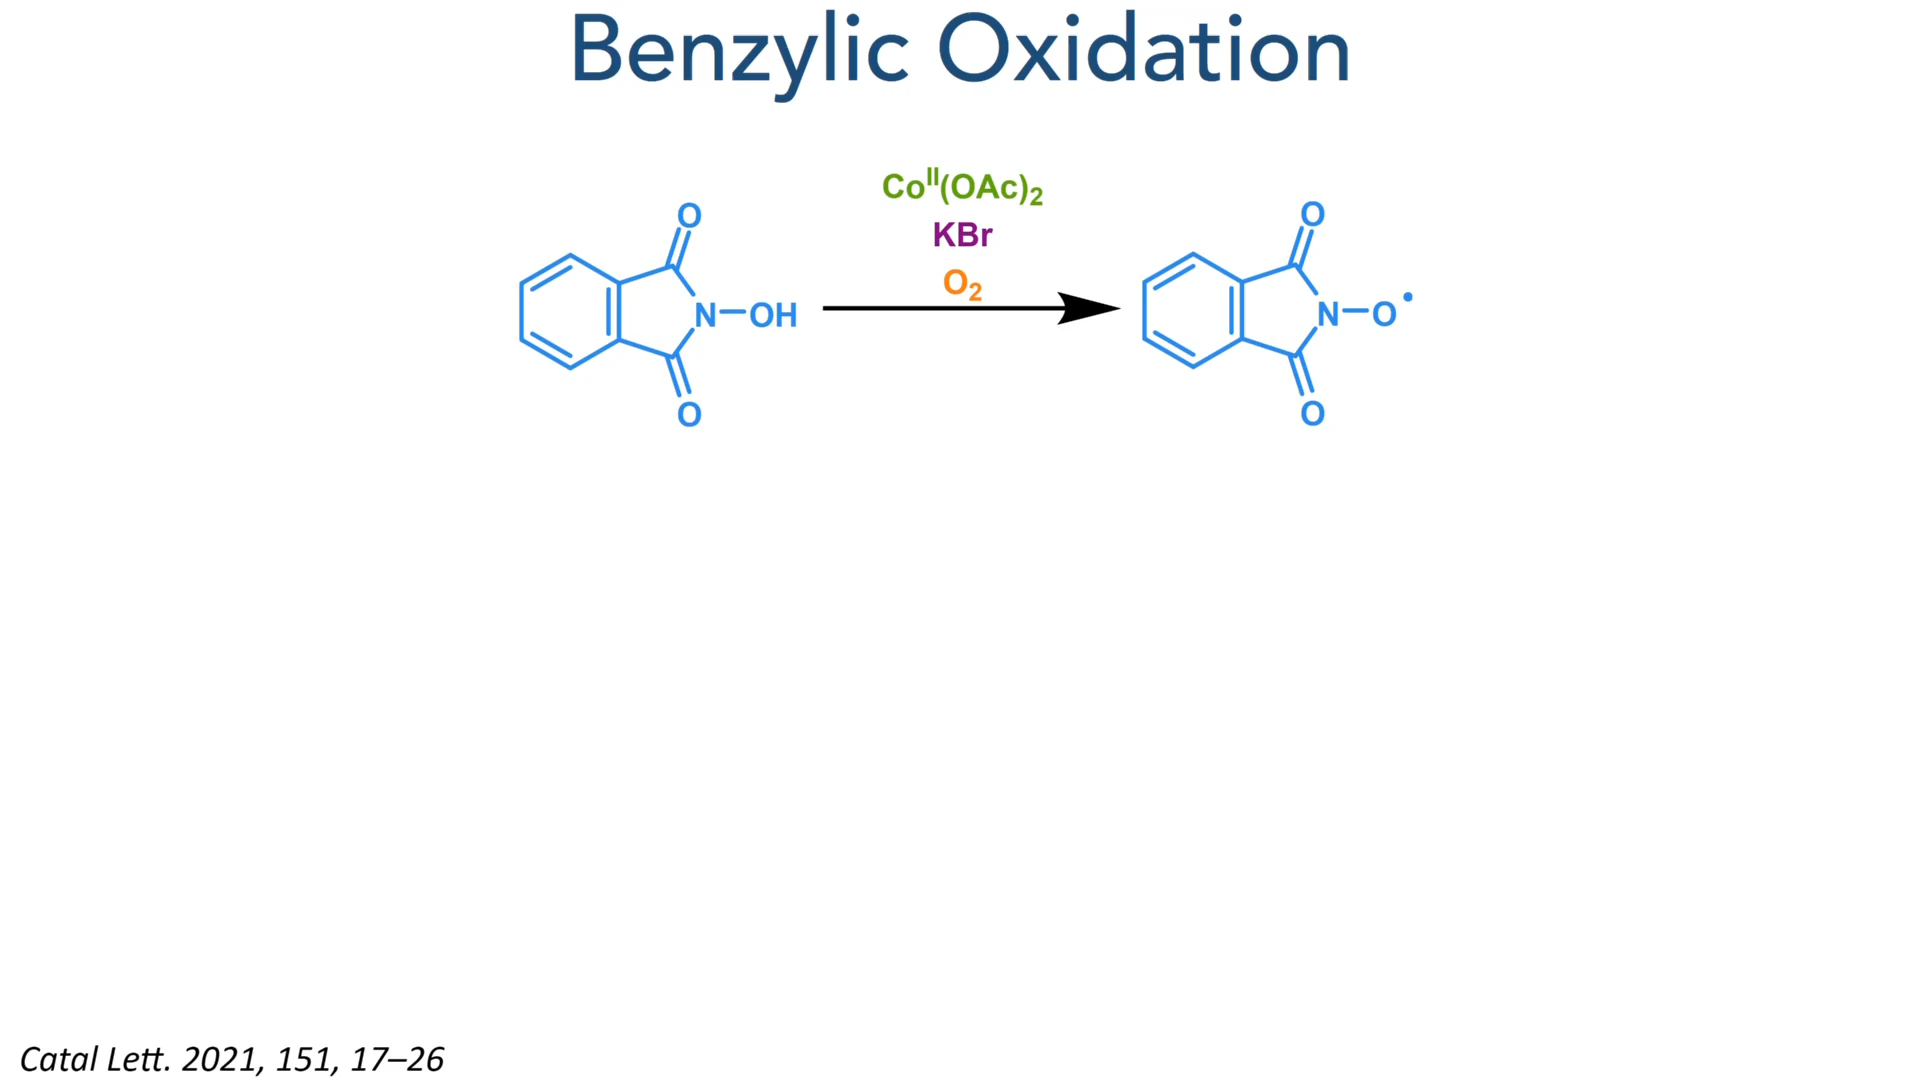 Benzylic Oxidation
Coᴵᴵ(OAc)₂
KBr
O₂
O
N
OH
O
O
N
O•
O
Catal Lett. 2021, 151, 17–26